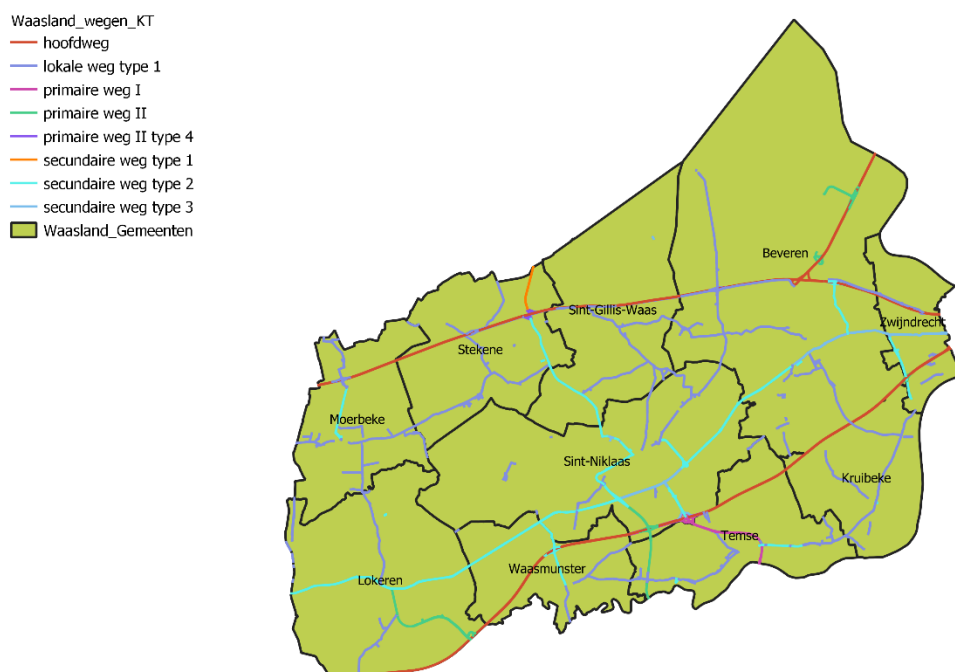 Waasland_wegen_KT
hoofdweg
lokale weg type 1
primaire weg I
primaire weg II
primaire weg II type 4
secundaire weg type 1
secundaire weg type 2
secundaire weg type 3
Waasland_Gemeenten
Beveren
Sint-Gillis-Waas
Zwijndrecht
Stekene
Moerbeke
Sint-Niklaas
Kruibeke
Temse
Waasmunster
Lokeren